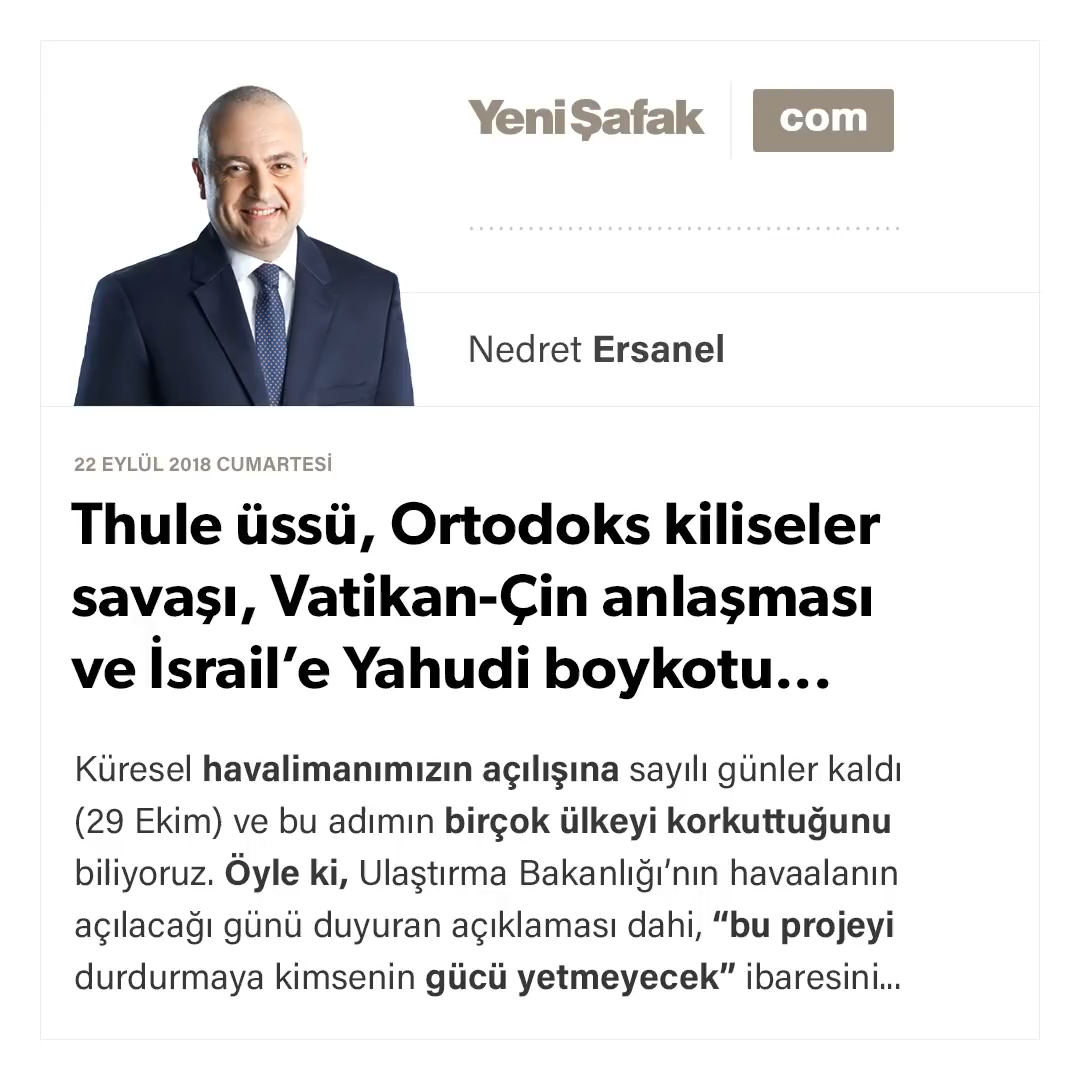 YeniŞafak com
Nedret Ersanel
22 EYLÜL 2018 CUMARTESİ
Thule üssü, Ortodoks kiliseler
savaşı, Vatikan-Çin anlaşması
ve İsrail’e Yahudi boykotu...
Küresel havalimanımızın açılışına sayılı günler kaldı
(29 Ekim) ve bu adımın birçok ülkeyi korkuttuğunu
biliyoruz. Öyle ki, Ulaştırma Bakanlığı’nın havaalanın
açılacağı günü duyuran açıklaması dahi, “bu projeyi
durdurmaya kimsenin gücü yetmeyecek” ibaresini...